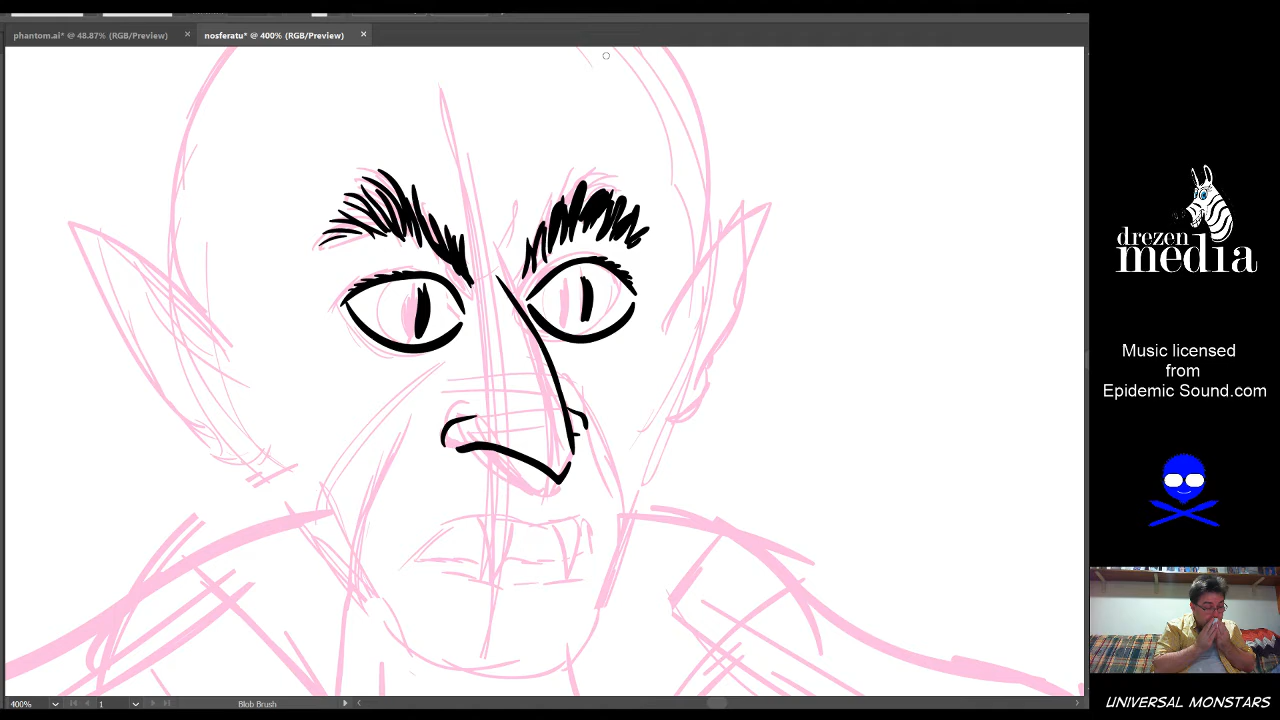 phantom.ai* @ 48.87% (RGB/Preview) ×
nosferatu* @ 400% (RGB/Preview) ×
drezen
media
Music licensed
from
Epidemic Sound.com
400%
1
Blob Brush
UNIVERSAL MONSTARS